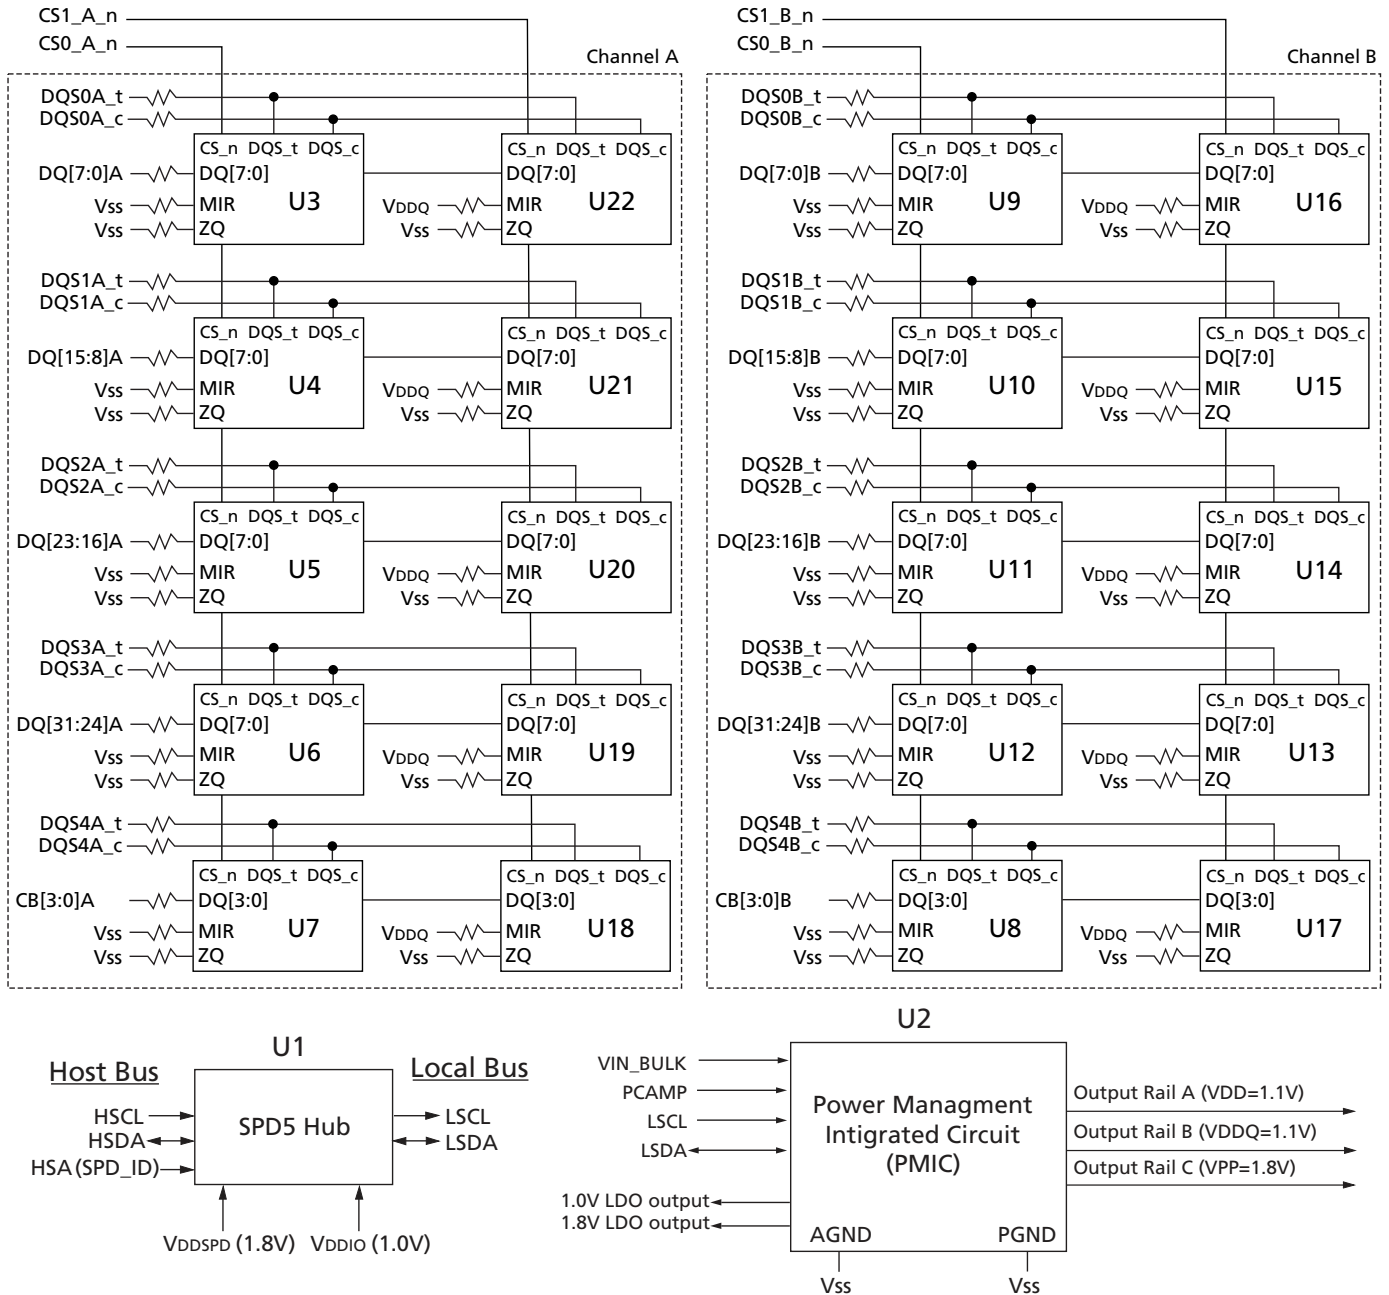 CS1_A_n
CS0_A_n
Channel A
DQS0A_t
DQS0A_c
CS_n DQS_t DQS_c
CS_n DQS_t DQS_c
DQ[7:0]A
DQ[7:0]
DQ[7:0]
U3
U22
Vss
MIR
VDDQ
MIR
Vss
ZQ
Vss
ZQ
DQS1A_t
DQS1A_c
CS_n DQS_t DQS_c
CS_n DQS_t DQS_c
DQ[15:8]A
DQ[7:0]
DQ[7:0]
U4
U21
Vss
MIR
VDDQ
MIR
Vss
ZQ
Vss
ZQ
DQS2A_t
DQS2A_c
CS_n DQS_t DQS_c
CS_n DQS_t DQS_c
DQ[23:16]A
DQ[7:0]
DQ[7:0]
U5
U20
Vss
MIR
VDDQ
MIR
Vss
ZQ
Vss
ZQ
DQS3A_t
DQS3A_c
CS_n DQS_t DQS_c
CS_n DQS_t DQS_c
DQ[31:24]A
DQ[7:0]
DQ[7:0]
U6
U19
Vss
MIR
VDDQ
MIR
Vss
ZQ
Vss
ZQ
DQS4A_t
DQS4A_c
CS_n DQS_t DQS_c
CS_n DQS_t DQS_c
CB[3:0]A
DQ[3:0]
DQ[3:0]
U7
U18
Vss
MIR
VDDQ
MIR
Vss
ZQ
Vss
ZQ
CS1_B_n
CS0_B_n
Channel B
DQS0B_t
DQS0B_c
CS_n DQS_t DQS_c
CS_n DQS_t DQS_c
DQ[7:0]B
DQ[7:0]
DQ[7:0]
U9
U16
Vss
MIR
VDDQ
MIR
Vss
ZQ
Vss
ZQ
DQS1B_t
DQS1B_c
CS_n DQS_t DQS_c
CS_n DQS_t DQS_c
DQ[15:8]B
DQ[7:0]
DQ[7:0]
U10
U15
Vss
MIR
VDDQ
MIR
Vss
ZQ
Vss
ZQ
DQS2B_t
DQS2B_c
CS_n DQS_t DQS_c
CS_n DQS_t DQS_c
DQ[23:16]B
DQ[7:0]
DQ[7:0]
U11
U14
Vss
MIR
VDDQ
MIR
Vss
ZQ
Vss
ZQ
DQS3B_t
DQS3B_c
CS_n DQS_t DQS_c
CS_n DQS_t DQS_c
DQ[31:24]B
DQ[7:0]
DQ[7:0]
U12
U13
Vss
MIR
VDDQ
MIR
Vss
ZQ
Vss
ZQ
DQS4B_t
DQS4B_c
CS_n DQS_t DQS_c
CS_n DQS_t DQS_c
CB[3:0]B
DQ[3:0]
DQ[3:0]
U8
U17
Vss
MIR
VDDQ
MIR
Vss
ZQ
Vss
ZQ
U1
Host Bus
Local Bus
HSCL
HSDA
HSA (SPD_ID)
SPD5 Hub
LSCL
LSDA
VDDSPD (1.8V)
VDDIO (1.0V)
U2
VIN_BULK
PCAMP
LSCL
LSDA
1.0V LDO output
1.8V LDO output
Power Managment
Intigrated Circuit
(PMIC)
AGND
PGND
Output Rail A (VDD=1.1V)
Output Rail B (VDDQ=1.1V)
Output Rail C (VPP=1.8V)
Vss
Vss